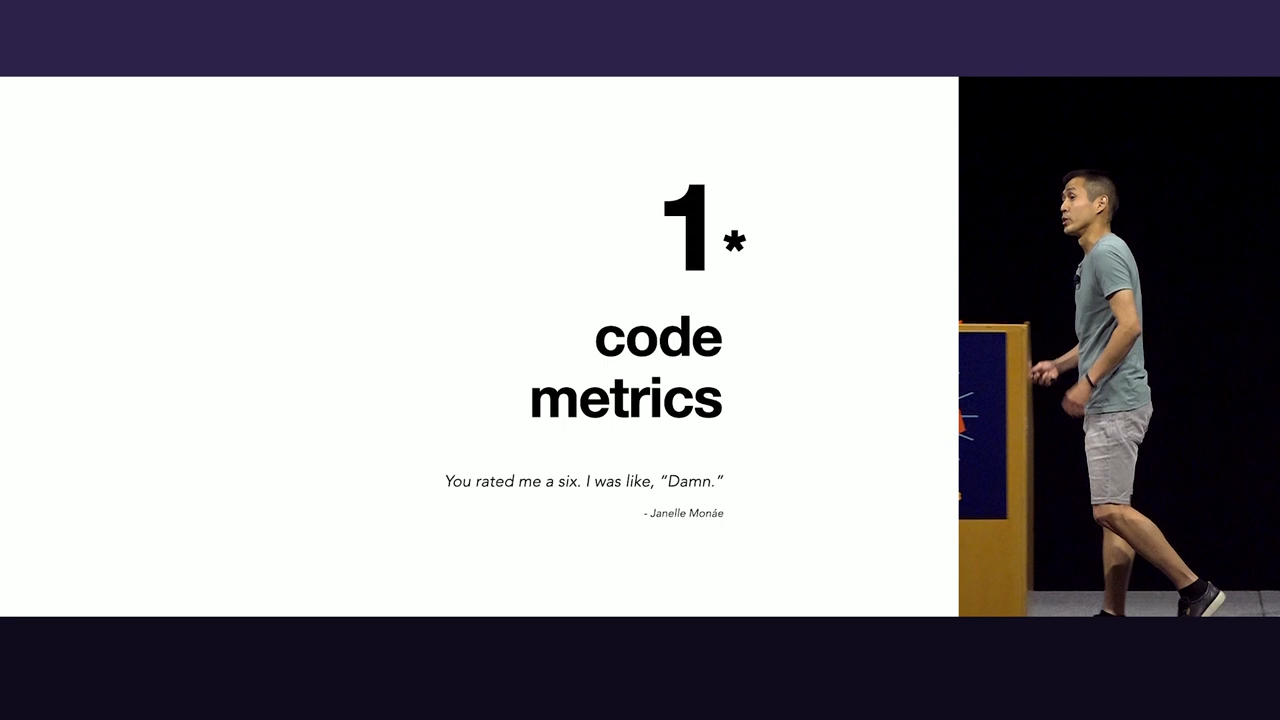 1*
code
metrics
You rated me a six. I was like, “Damn.”
- Janelle Monáe